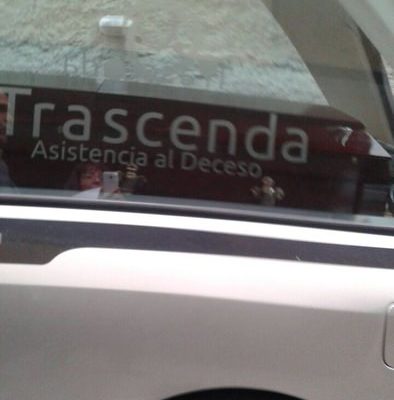 Trascenda
Asistencia al Deceso